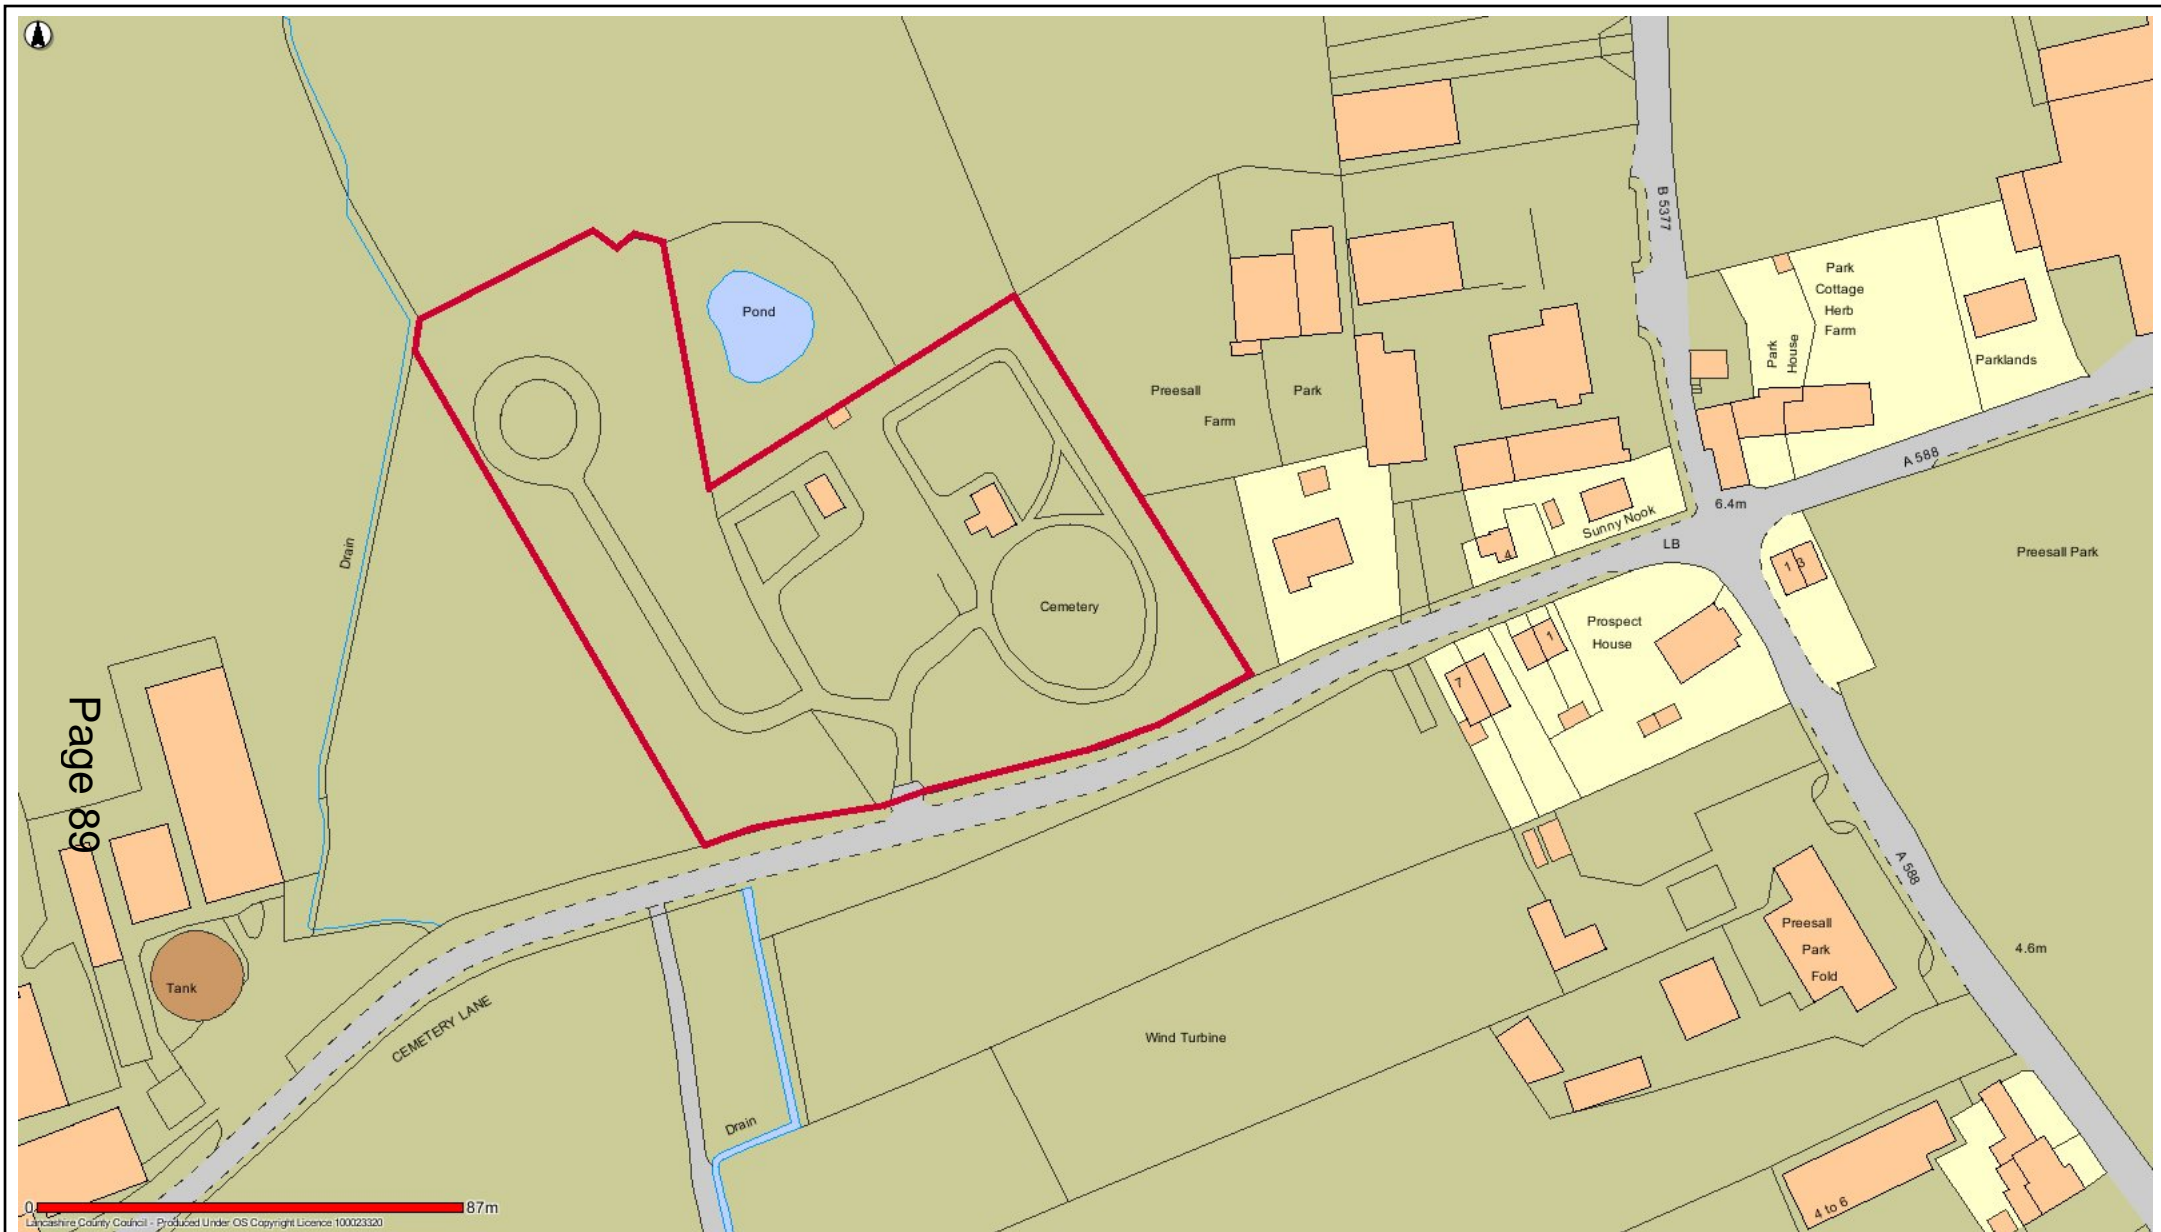 B 5377
Park
Cottage
Herb
Farm
Pond
Park
House
Parklands
Preesall
Farm
Park
A 588
6.4m
Sunny Nook
LB
4
Drain
Preesall Park
1 3
Cemetery
Prospect
House
1
7
Page 89
A 588
Preesall
Park
Fold
4.6m
Tank
CEMETERY LANE
Wind Turbine
Drain
4 to 6
0 87m
Lancashire County Council - Produced Under OS Copyright Licence 100023320